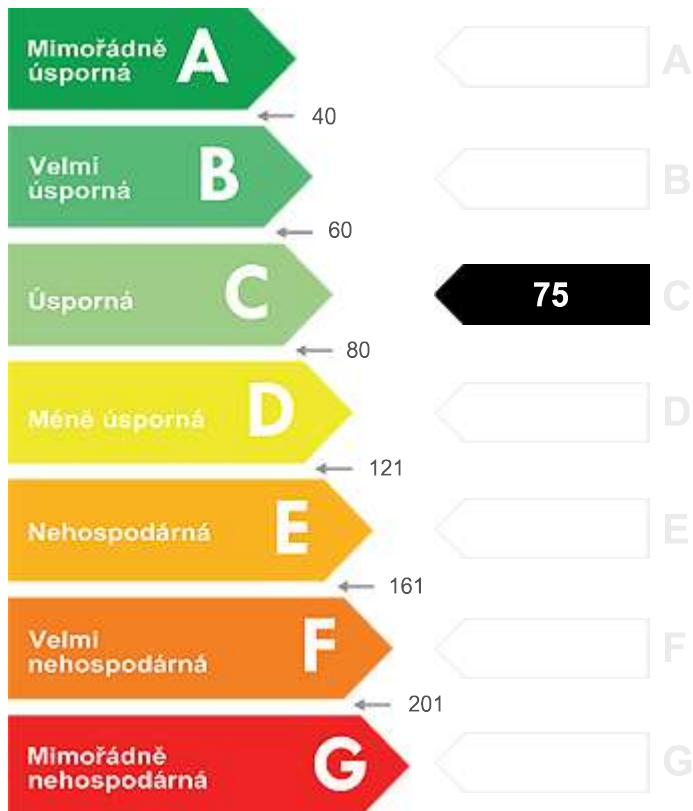 Mimořádně
úsporná
A
A
40
Velmi
úsporná
B
B
60
Úsporná
C
75
C
80
Méně úsporná
D
D
121
Nehospodárná
E
E
161
Velmi
nehospodárná
F
F
201
Mimořádně
nehospodárná
G
G